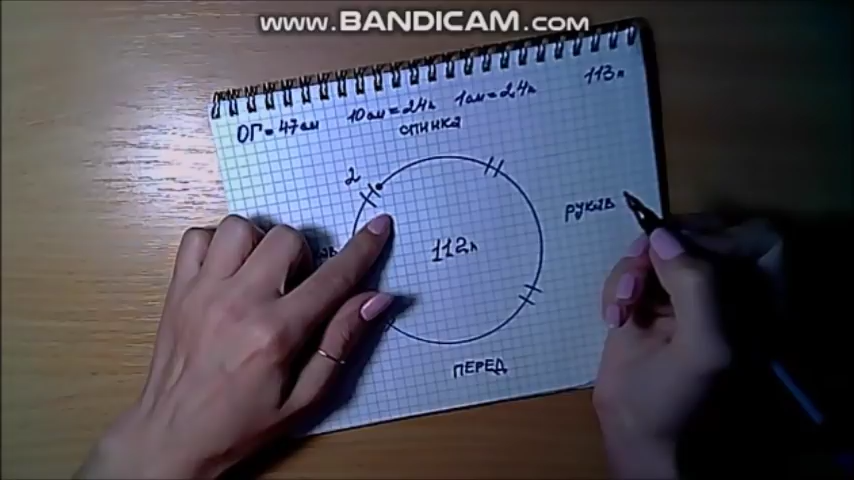 www.BANDICAM.com
ОГ = 47см 10см = 24п 1см = 2,4п 113п
спинка
2
рукав
112п
ПЕРЕД